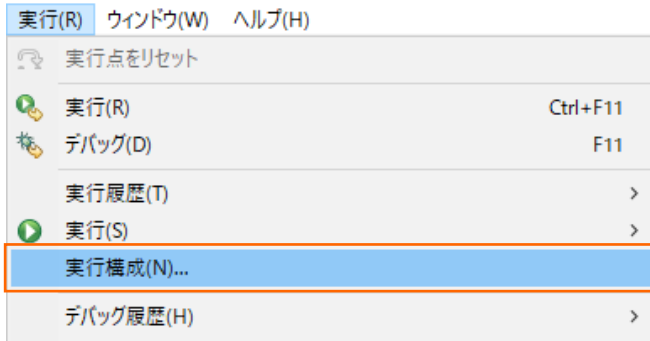 実行(R) ウィンドウ(W) ヘルプ(H)
実行点をリセット
実行(R) Ctrl+F11
デバッグ(D) F11
実行履歴(T)
実行(S)
実行構成(N)...
デバッグ履歴(H)